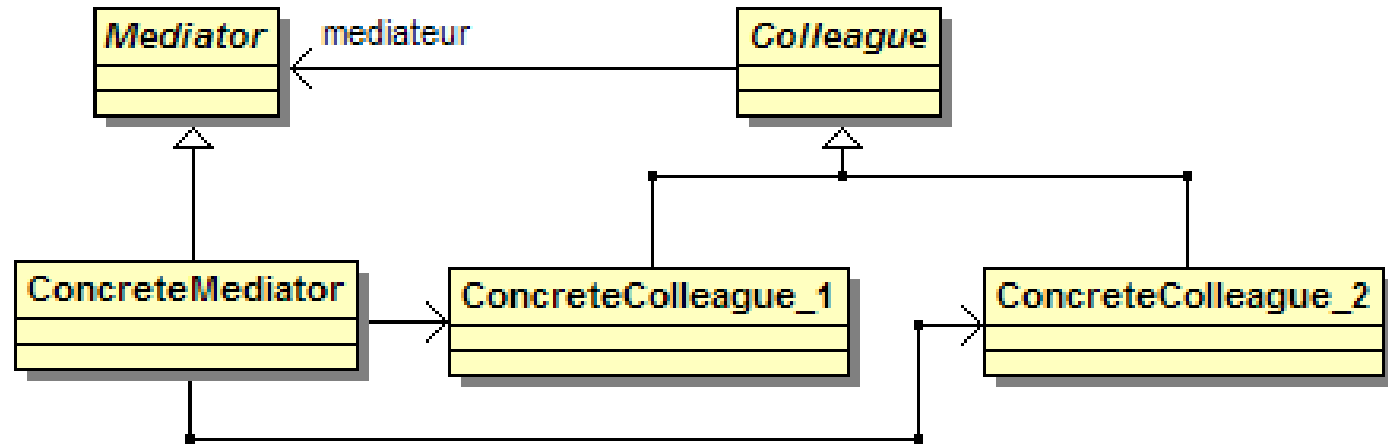 Mediator
mediateur
Colleague
ConcreteMediator
ConcreteColleague_1
ConcreteColleague_2